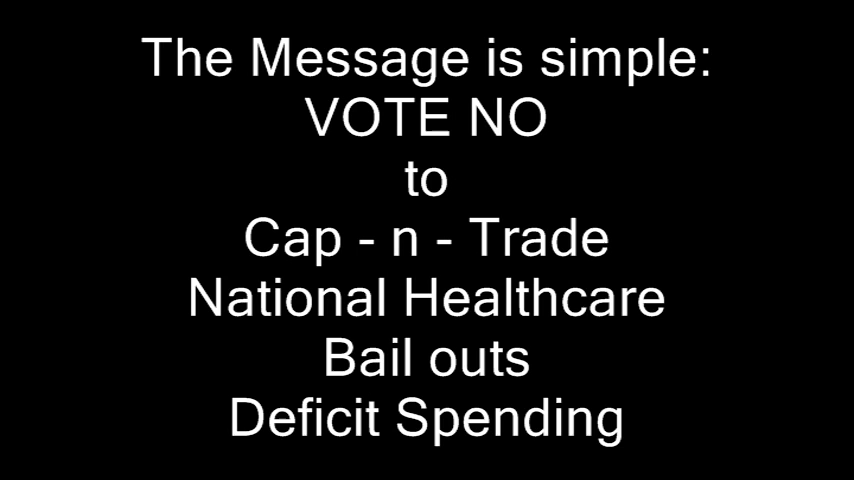 The Message is simple:
VOTE NO
to
Cap - n - Trade
National Healthcare
Bail outs
Deficit Spending